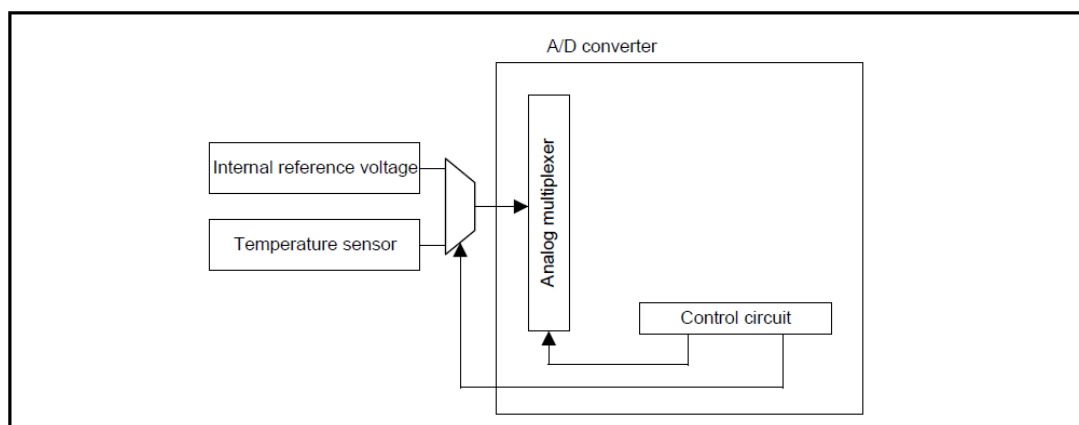 A/D converter
Internal reference voltage
Temperature sensor
Analog multiplexer
Control circuit